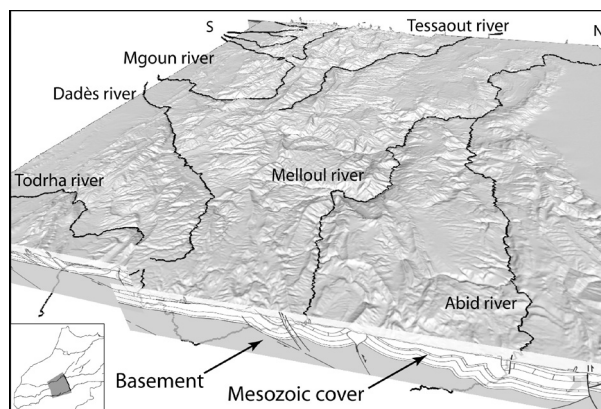 S
Tessaout river
N
Mgoun river
Dadès river
Todrha river
Melloul river
Abid river
Basement
Mesozoic cover